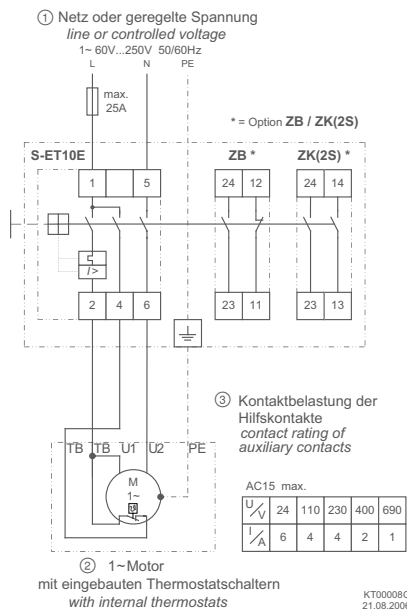 ① Netz oder geregelte Spannung
line or controlled voltage
1~ 60V...250V 50/60Hz
L N PE
max.
25A
* = Option ZB / ZK(2S)
S-ET10E ZB * ZK(2S) *
1 5 24 12 24 14
I >
2 4 6 23 11 23 13
③ Kontaktbelastung der
Hilfskontakte
contact rating of
auxiliary contacts
TB TB U1 U2 PE
M
1~
AC15 max.
U/V 24 110 230 400 690
I/A 6 4 4 2 1
② 1~Motor
mit eingebauten Thermostatschaltern
with internal thermostats